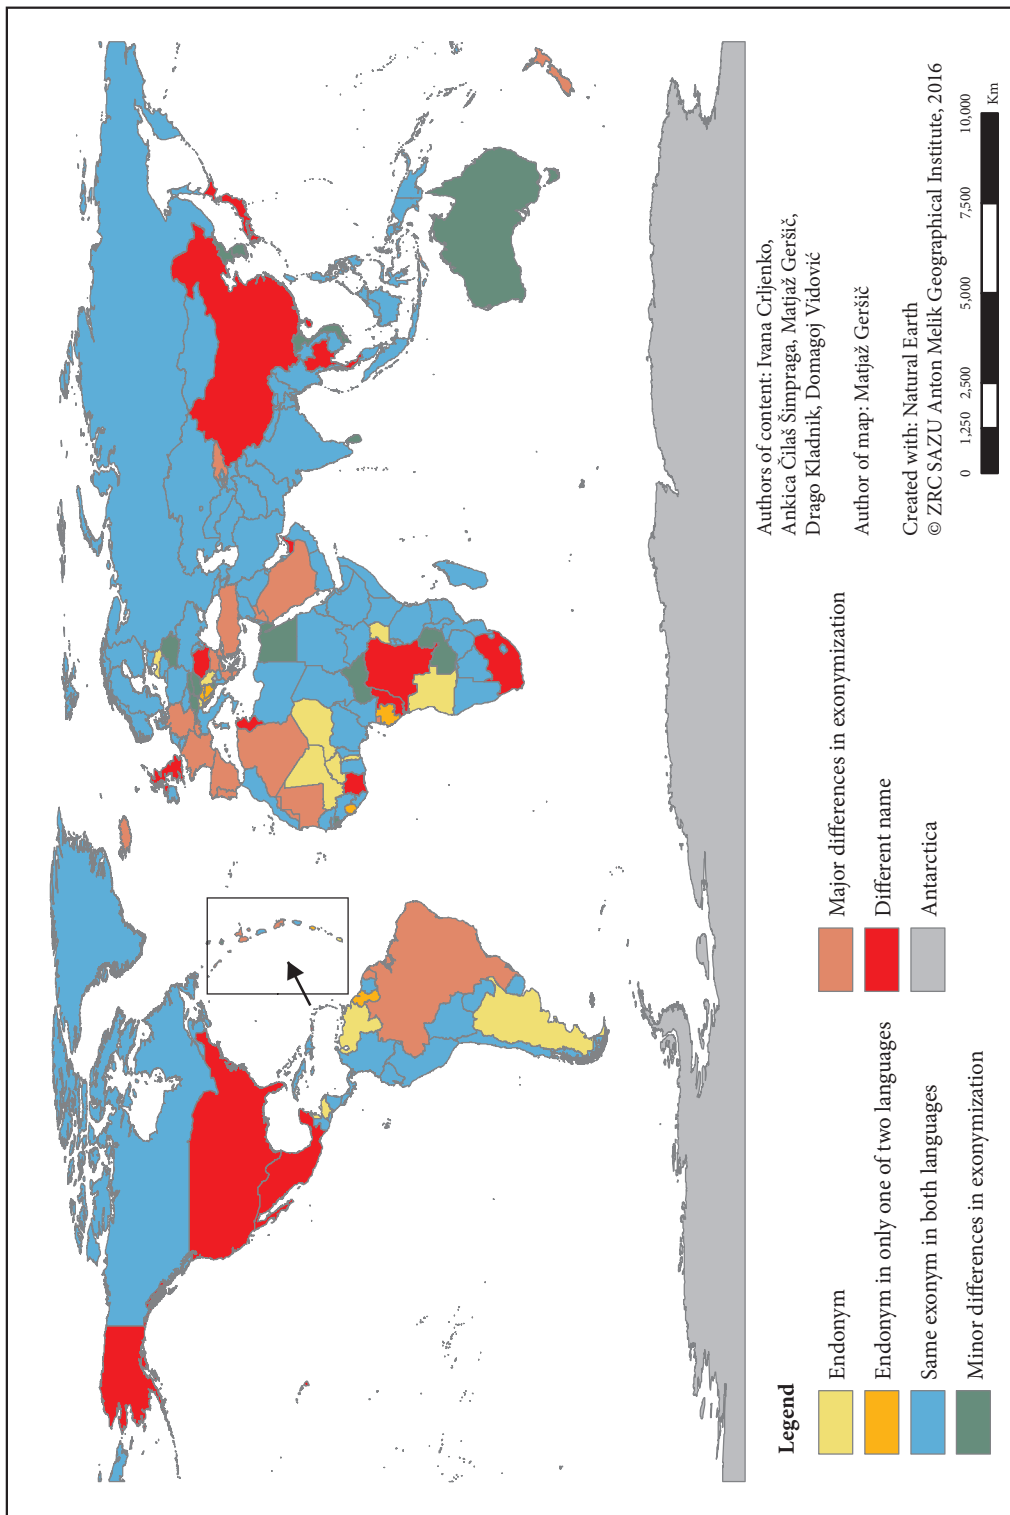 Legend
Endonym
Endonym in only one of two languages
Same exonym in both languages
Minor differences in exonymization
Major differences in exonymization
Different name
Antarctica
Authors of content: Ivana Crljenko,
Ankica Čilaš Šimpraga, Matjaž Geršič,
Drago Kladnik, Domagoj Vidović
Author of map: Matjaž Geršič
Created with: Natural Earth
© ZRC SAZU Anton Melik Geographical Institute, 2016
0 1,250 2,500 5,000 7,500 10,000
Km